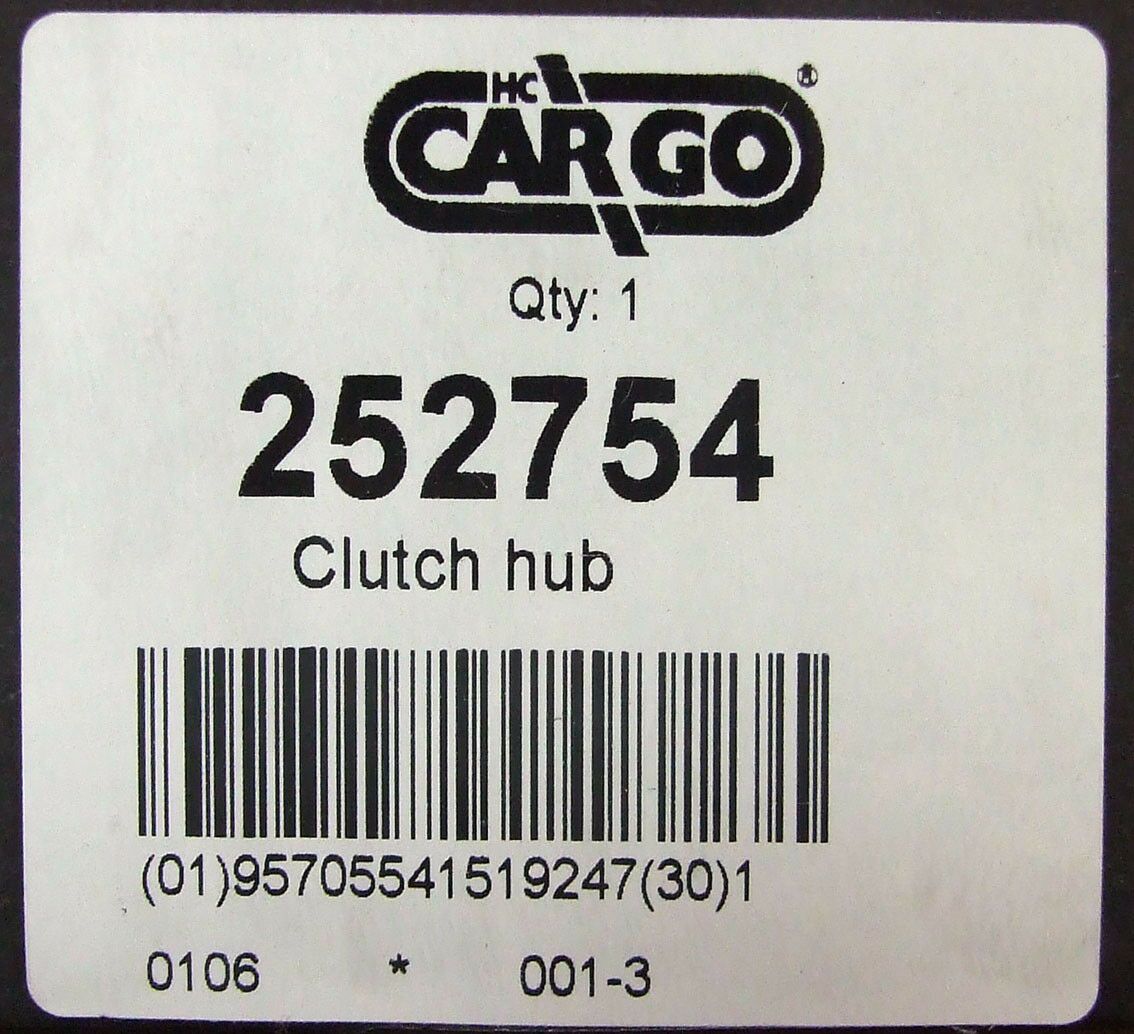 HC
CARGO ®
Qty: 1
252754
Clutch hub
(01)95705541519247(30)1
0106 * 001-3